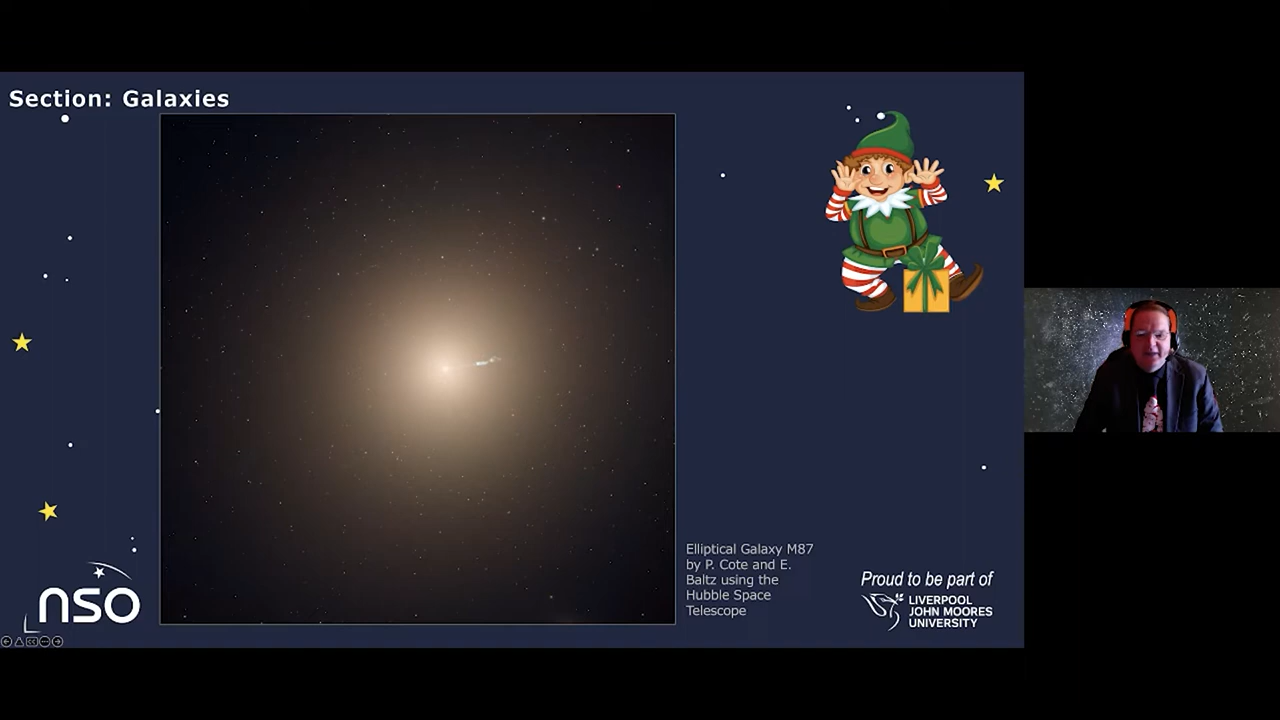 Section: Galaxies
Elliptical Galaxy M87
by P. Cote and E.
Baltz using the
Hubble Space
Telescope
nso
Proud to be part of
LIVERPOOL
JOHN MOORES
UNIVERSITY